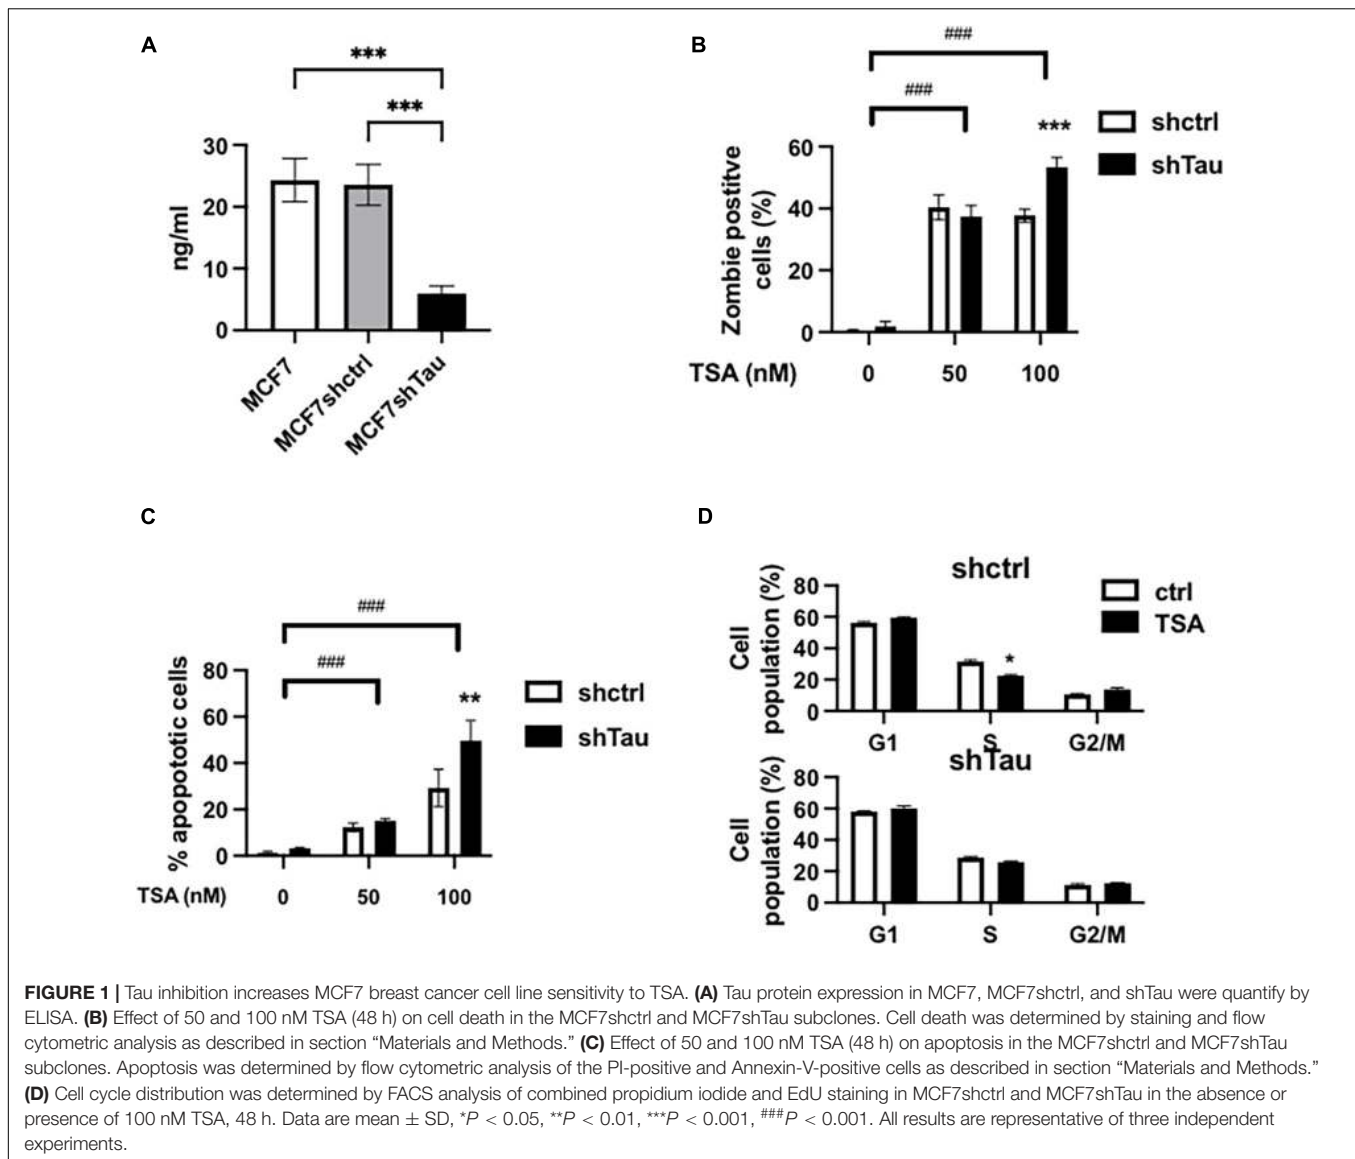 A
***
***
30
20
10
0
ng/ml
MCF7
MCF7shctrl
MCF7shTau
B
###
###
***
shctrl
shTau
60
40
20
0
Zombie postitve
cells (%)
TSA (nM)
0
50
100
C
###
###
**
shctrl
shTau
80
60
40
20
0
% apopototic cells
TSA (nM)
0
50
100
D
shctrl
ctrl
TSA
80
60
40
20
0
Cell
population (%)
*
G1
S
G2/M
shTau
80
60
40
20
0
Cell
population (%)
G1
S
G2/M
FIGURE 1 | Tau inhibition increases MCF7 breast cancer cell line sensitivity to TSA. (A) Tau protein expression in MCF7, MCF7shctrl, and shTau were quantify by
ELISA. (B) Effect of 50 and 100 nM TSA (48 h) on cell death in the MCF7shctrl and MCF7shTau subclones. Cell death was determined by staining and flow
cytometric analysis as described in section “Materials and Methods.” (C) Effect of 50 and 100 nM TSA (48 h) on apoptosis in the MCF7shctrl and MCF7shTau
subclones. Apoptosis was determined by flow cytometric analysis of the PI-positive and Annexin-V-positive cells as described in section “Materials and Methods.”
(D) Cell cycle distribution was determined by FACS analysis of combined propidium iodide and EdU staining in MCF7shctrl and MCF7shTau in the absence or
presence of 100 nM TSA, 48 h. Data are mean ± SD, *P < 0.05, **P < 0.01, ***P < 0.001, ###P < 0.001. All results are representative of three independent
experiments.